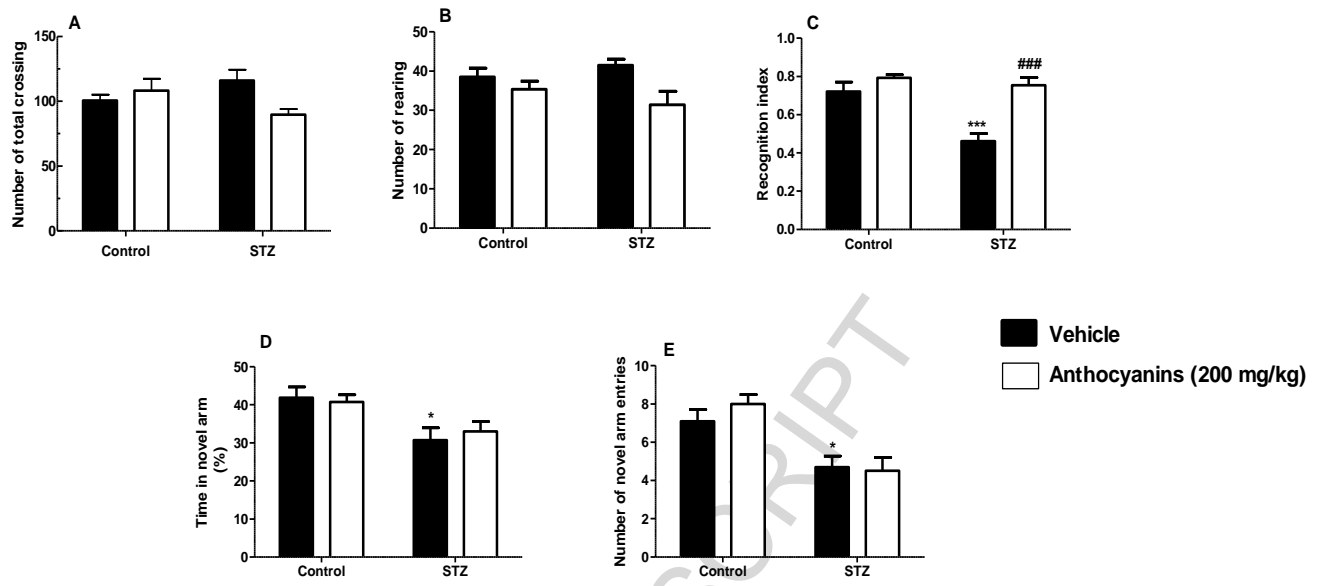 A
Number of total crossing
150
100
50
0
Control
STZ
B
Number of rearing
50
40
30
20
10
0
Control
STZ
C
Recognition index
1.0
0.8
0.6
0.4
0.2
0.0
***
###
Control
STZ
D
Time in novel arm
(%)
50
40
30
20
10
0
*
Control
STZ
E
Number of novel arm entries
8
6
4
2
0
*
Control
STZ
Vehicle
Anthocyanins (200 mg/kg)
SCRIPT